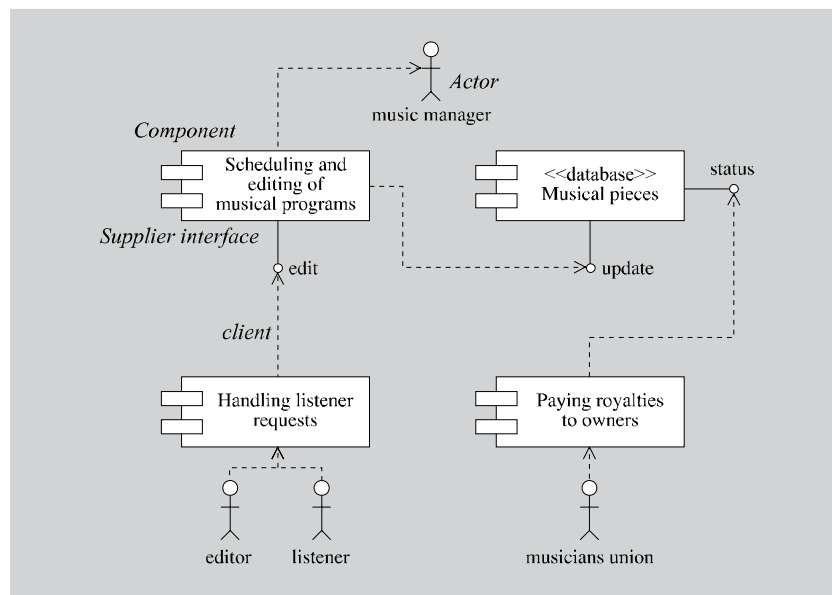 Actor
music manager
Component
Scheduling and
editing of
musical programs
<<database>>
Musical pieces
status
Supplier interface
edit
update
client
Handling listener
requests
Paying royalties
to owners
editor
listener
musicians union